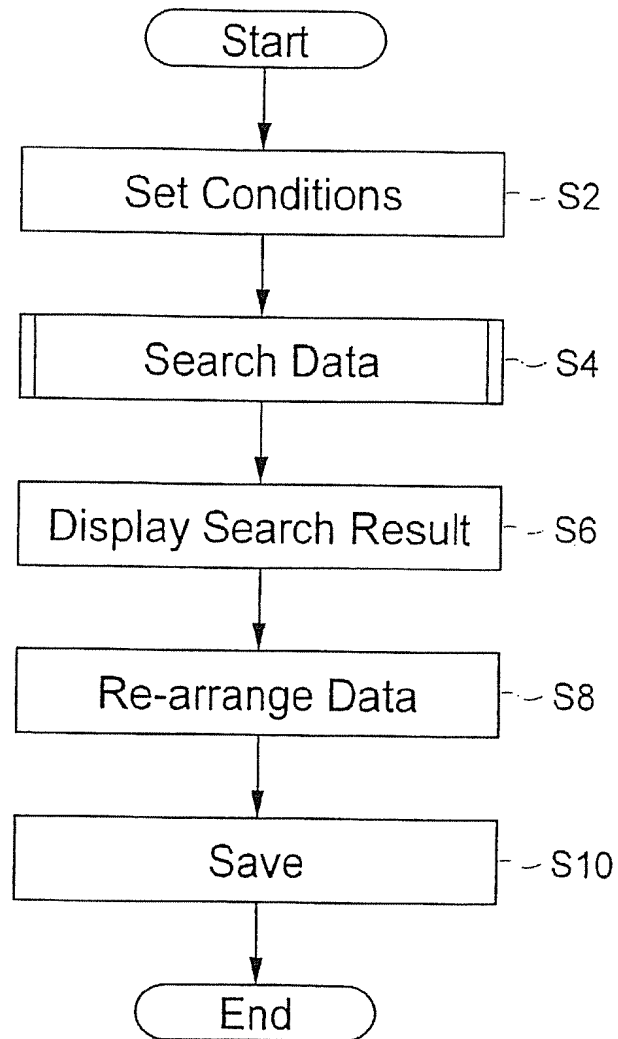 Start
Set Conditions
S2
Search Data
S4
Display Search Result
S6
Re-arrange Data
S8
Save
S10
End